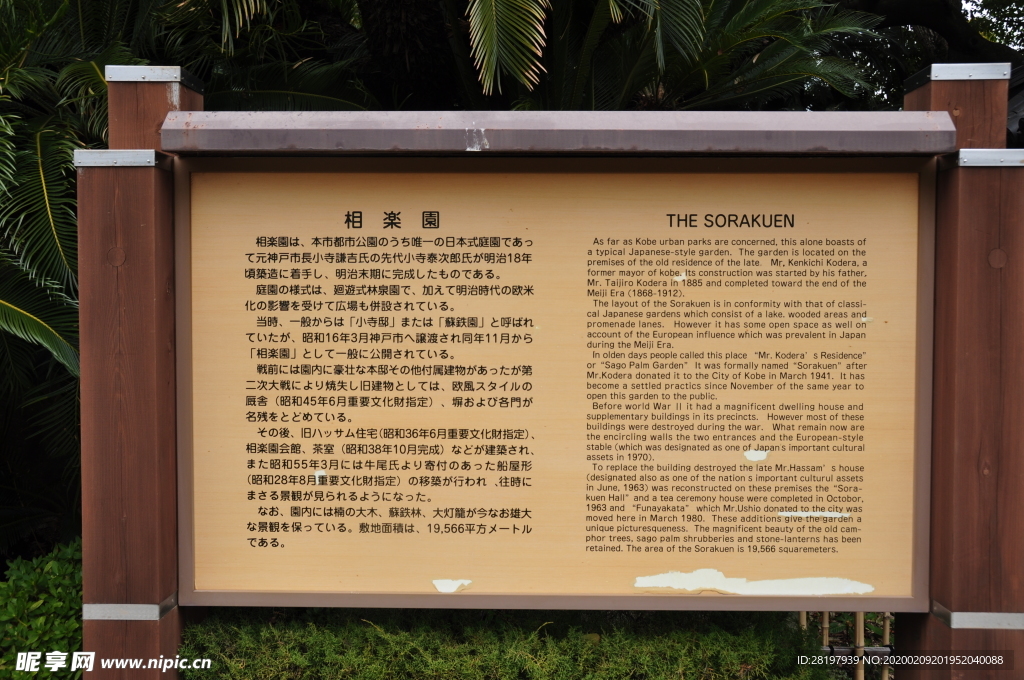 相楽園
相楽園は、本市都市公園のうち唯一の日本式庭園であっ
て元神戸市長小寺謙吉氏の先代小寺泰次郎氏が明治18年
頃築造に着手し、明治末期に完成したものである。
庭園の様式は、廻遊式林泉園で、加えて明治時代の欧米
化の影響を受けて広場も併設されている。
当時、一般からは「小寺邸」または「蘇鉄園」と呼ばれ
ていたが、昭和16年3月神戸市へ譲渡され同年11月から
「相楽園」として一般に公開されている。
戦前には園内に豪壮な本邸その他付属建物があったが第
二次大戦により焼失し旧建物としては、欧風スタイルの
厩舎（昭和45年6月重要文化財指定）、塀および各門が
名残をとどめている。
その後、旧ハッサム住宅（昭和36年6月重要文化財指定）、
相楽園会館、茶室（昭和38年10月完成）などが建築され、
また昭和55年3月には牛尾氏より寄付のあった船屋形
（昭和28年8月重要文化財指定）の移築が行われ、往時に
まさる景観が見られるようになった。
なお、園内には楠の大木、蘇鉄林、大灯籠が今なお雄大
な景観を保っている。敷地面積は、19,566平方メートル
である。
THE SORAKUEN
As far as Kobe urban parks are concerned, this alone boasts of
a typical Japanese-style garden. The garden is located on the
premises of the old residence of the late. Mr, Kenkichi Kodera, a
former mayor of kobe. Its construction was started by his father,
Mr. Taijiro Kodera in 1885 and completed toward the end of the
Meiji Era (1868-1912).
The layout of the Sorakuen is in conformity with that of classi-
cal Japanese gardens which consist of a lake. wooded areas and
promenade lanes. However it has some open space as well on
account of the European influence which was prevalent in Japan
during the Meiji Era.
In olden days people called this place “Mr. Kodera's Residence”
or “Sago Palm Garden” It was formally named “Sorakuen” after
Mr.Kodera donated it to the City of Kobe in March 1941. It has
become a settled practics since November of the same year to
open this garden to the public.
Before world War II it had a magnificent dwelling house and
supplementary buildings in its precincts. However most of these
buildings were destroyed during the war. What remain now are
the encircling walls the two entrances and the European-style
stable (which was designated as one of Japan's important cultural
assets in 1970).
To replace the building destroyed the late Mr.Hassam's house
(designated also as one of the nation s important cultural assets
in June, 1963) was reconstructed on these premises the “Sora-
kuen Hall” and a tea ceremony house were completed in Octobor,
1963 and “Funayakata” which Mr.Ushio donated to the city was
moved here in March 1980. These additions give the garden a
unique picturesqueness. The magnificent beauty of the old cam-
phor trees, sago palm shrubberies and stone-lanterns has been
retained. The area of the Sorakuen is 19,566 squaremeters.
昵享网 www.nipic.cn
ID:28197939 NO:20200209201952040088